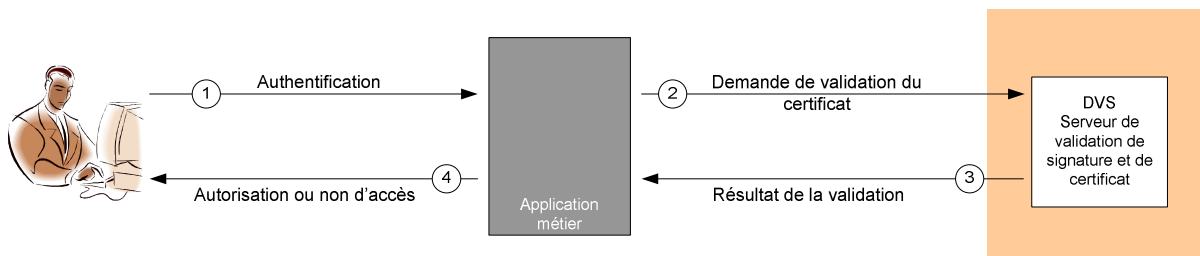 1
Authentification
2
Demande de validation du
certificat
DVS
Serveur de
validation de
signature et de
certificat
4
Autorisation ou non d’accès
3
Résultat de la validation
Application
métier